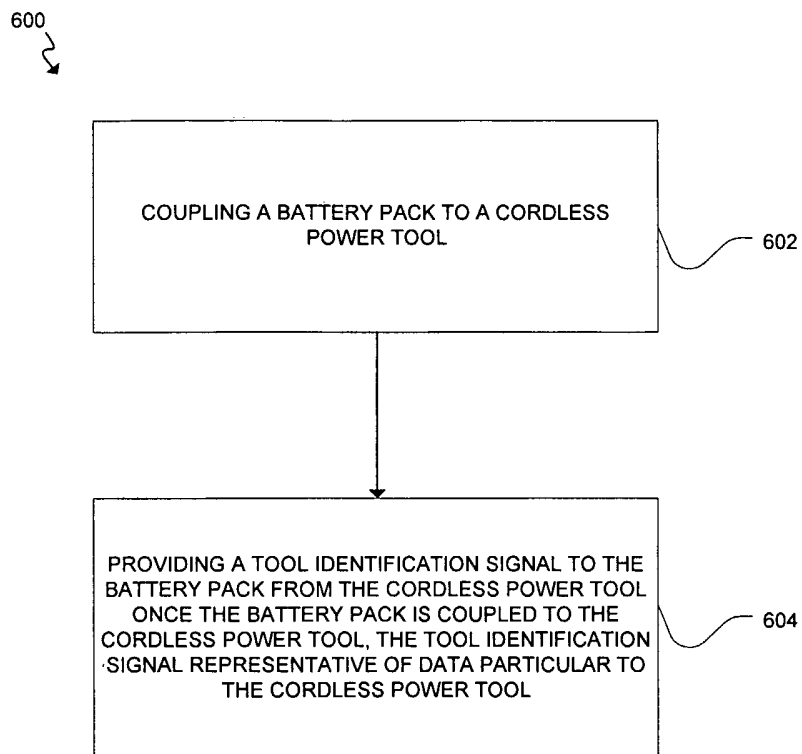 600
COUPLING A BATTERY PACK TO A CORDLESS
POWER TOOL
602
PROVIDING A TOOL IDENTIFICATION SIGNAL TO THE
BATTERY PACK FROM THE CORDLESS POWER TOOL
ONCE THE BATTERY PACK IS COUPLED TO THE
CORDLESS POWER TOOL, THE TOOL IDENTIFICATION
SIGNAL REPRESENTATIVE OF DATA PARTICULAR TO
THE CORDLESS POWER TOOL
604